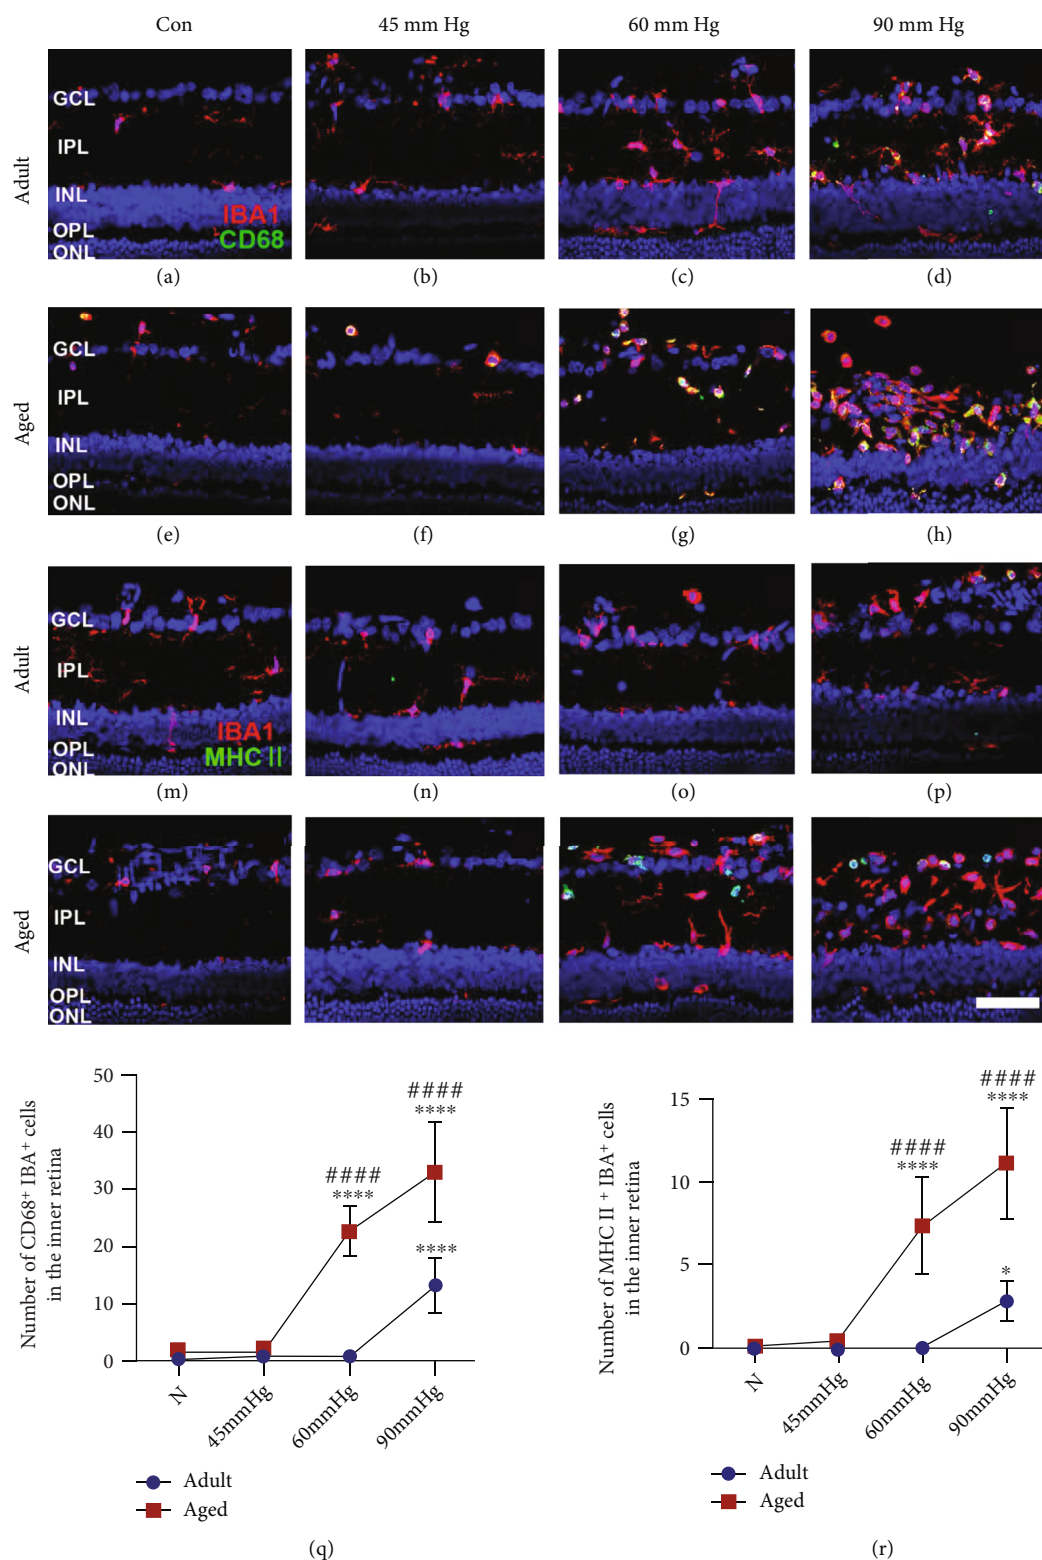 Con 45 mm Hg 60 mm Hg 90 mm Hg
Adult
GCL
IPL
INL
OPL
ONL
IBA1
CD68
(a) (b) (c) (d)
Aged
GCL
IPL
INL
OPL
ONL
(e) (f) (g) (h)
Adult
GCL
IPL
INL
OPL
ONL
IBA1
MHC II
(m) (n) (o) (p)
Aged
GCL
IPL
INL
OPL
ONL
Number of CD68+ IBA+ cells
in the inner retina
50
40
30
20
10
0
####
****
####
****
****
N 45mmHg 60mmHg 90mmHg
Adult
Aged
(q)
Number of MHC II + IBA+ cells
in the inner retina
15
10
5
0
####
****
####
****
*
N 45mmHg 60mmHg 90mmHg
Adult
Aged
(r)